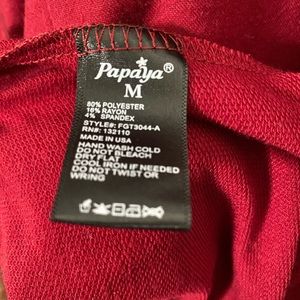 Papaya®
M
80% POLYESTER
16% RAYON
4% SPANDEX
STYLE#: FGT3044-A
RN#: 132110
MADE IN USA
HAND WASH COLD
DO NOT BLEACH
DRY FLAT
COOL IRON IF NEEDED
DO NOT TWIST OR
WRING